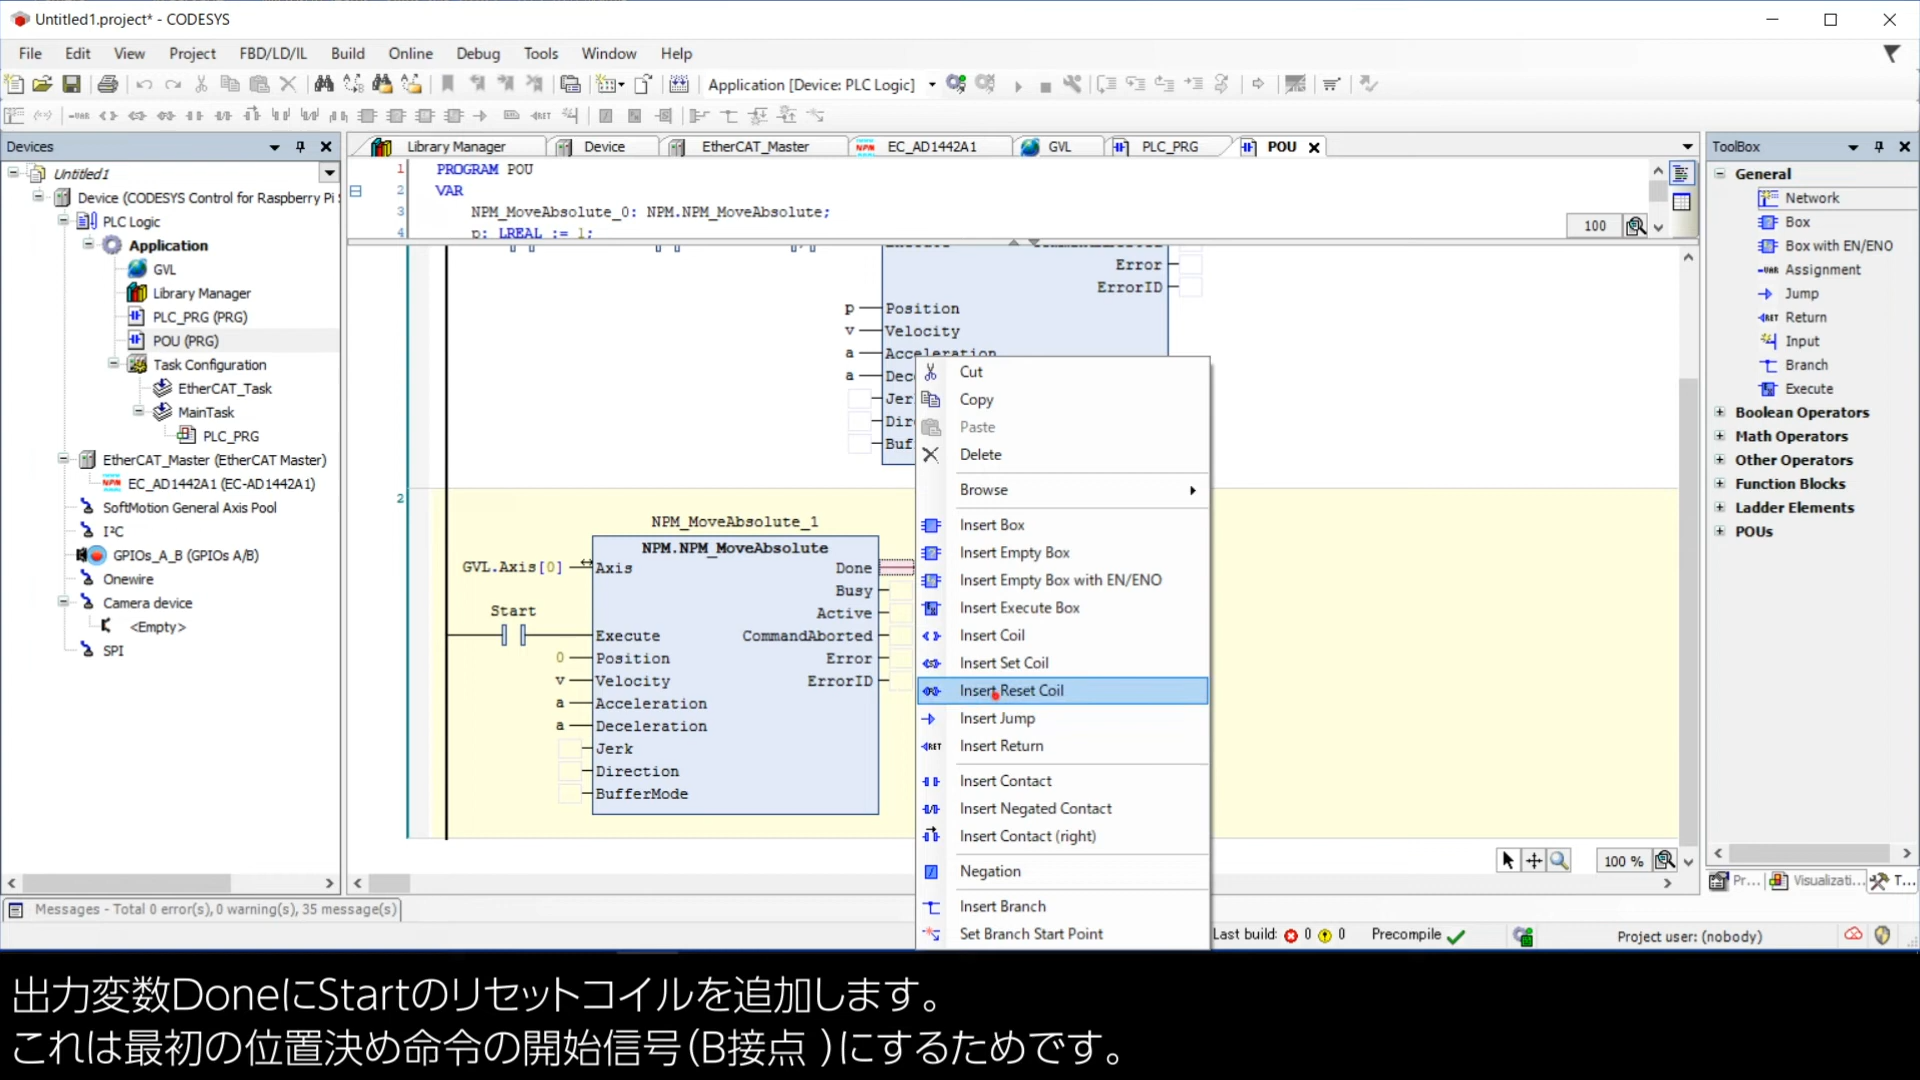 Untitled1.project* - CODESYS
File Edit View Project FBD/LD/IL Build Online Debug Tools Window Help
Application [Device: PLC Logic]
Devices
Untitled1
Device (CODESYS Control for Raspberry Pi
PLC Logic
Application
GVL
Library Manager
PLC_PRG (PRG)
POU (PRG)
Task Configuration
EtherCAT_Task
MainTask
PLC_PRG
EtherCAT_Master (EtherCAT Master)
EC_AD1442A1 (EC-AD1442A1)
SoftMotion General Axis Pool
I²C
GPIOs_A_B (GPIOs A/B)
Onewire
Camera device
<Empty>
SPI
Library Manager Device EtherCAT_Master EC_AD1442A1 GVL PLC_PRG POU
1 PROGRAM POU
2 VAR
3 NPM_MoveAbsolute_0: NPM.NPM_MoveAbsolute;
4 p: LREAL := 1;
100
Error
ErrorID
p Position
v Velocity
a Acceleration
a Dec
Jer
Dir
Buf
2
NPM_MoveAbsolute_1
NPM.NPM_MoveAbsolute
GVL.Axis[0] Axis Done
Busy
Start Active
Execute CommandAborted
0 Position Error
v Velocity ErrorID
a Acceleration
a Deceleration
Jerk
Direction
BufferMode
Cut
Copy
Paste
Delete
Browse
Insert Box
Insert Empty Box
Insert Empty Box with EN/ENO
Insert Execute Box
Insert Coil
Insert Set Coil
Insert Reset Coil
Insert Jump
Insert Return
Insert Contact
Insert Negated Contact
Insert Contact (right)
Negation
Insert Branch
Set Branch Start Point
100 %
ToolBox
General
Network
Box
Box with EN/ENO
Assignment
Jump
Return
Input
Branch
Execute
Boolean Operators
Math Operators
Other Operators
Function Blocks
Ladder Elements
POUs
Pr... Visualizati... T...
Messages - Total 0 error(s), 0 warning(s), 35 message(s)
Last build: 0 0 Precompile Project user: (nobody)
出力変数DoneにStartのリセットコイルを追加します。
これは最初の位置決め命令の開始信号(B接点 )にするためです。